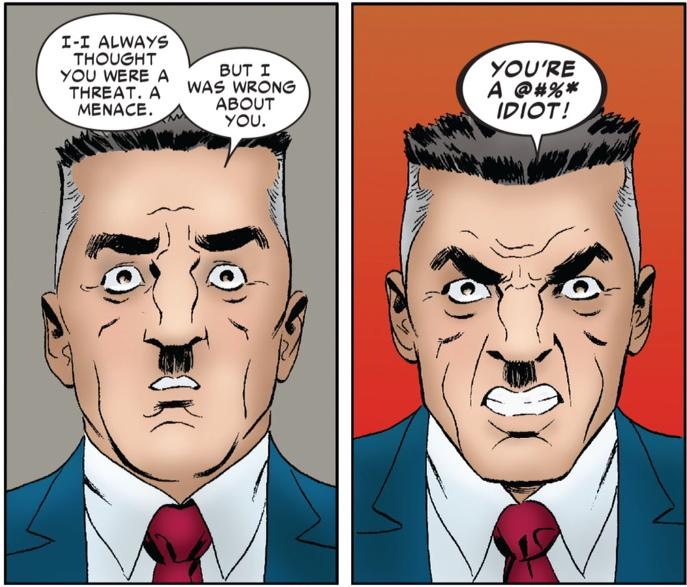 I-I ALWAYS
THOUGHT
YOU WERE A
THREAT. A
MENACE.
BUT I
WAS WRONG
ABOUT
YOU.
YOU'RE
A @#%*
IDIOT!